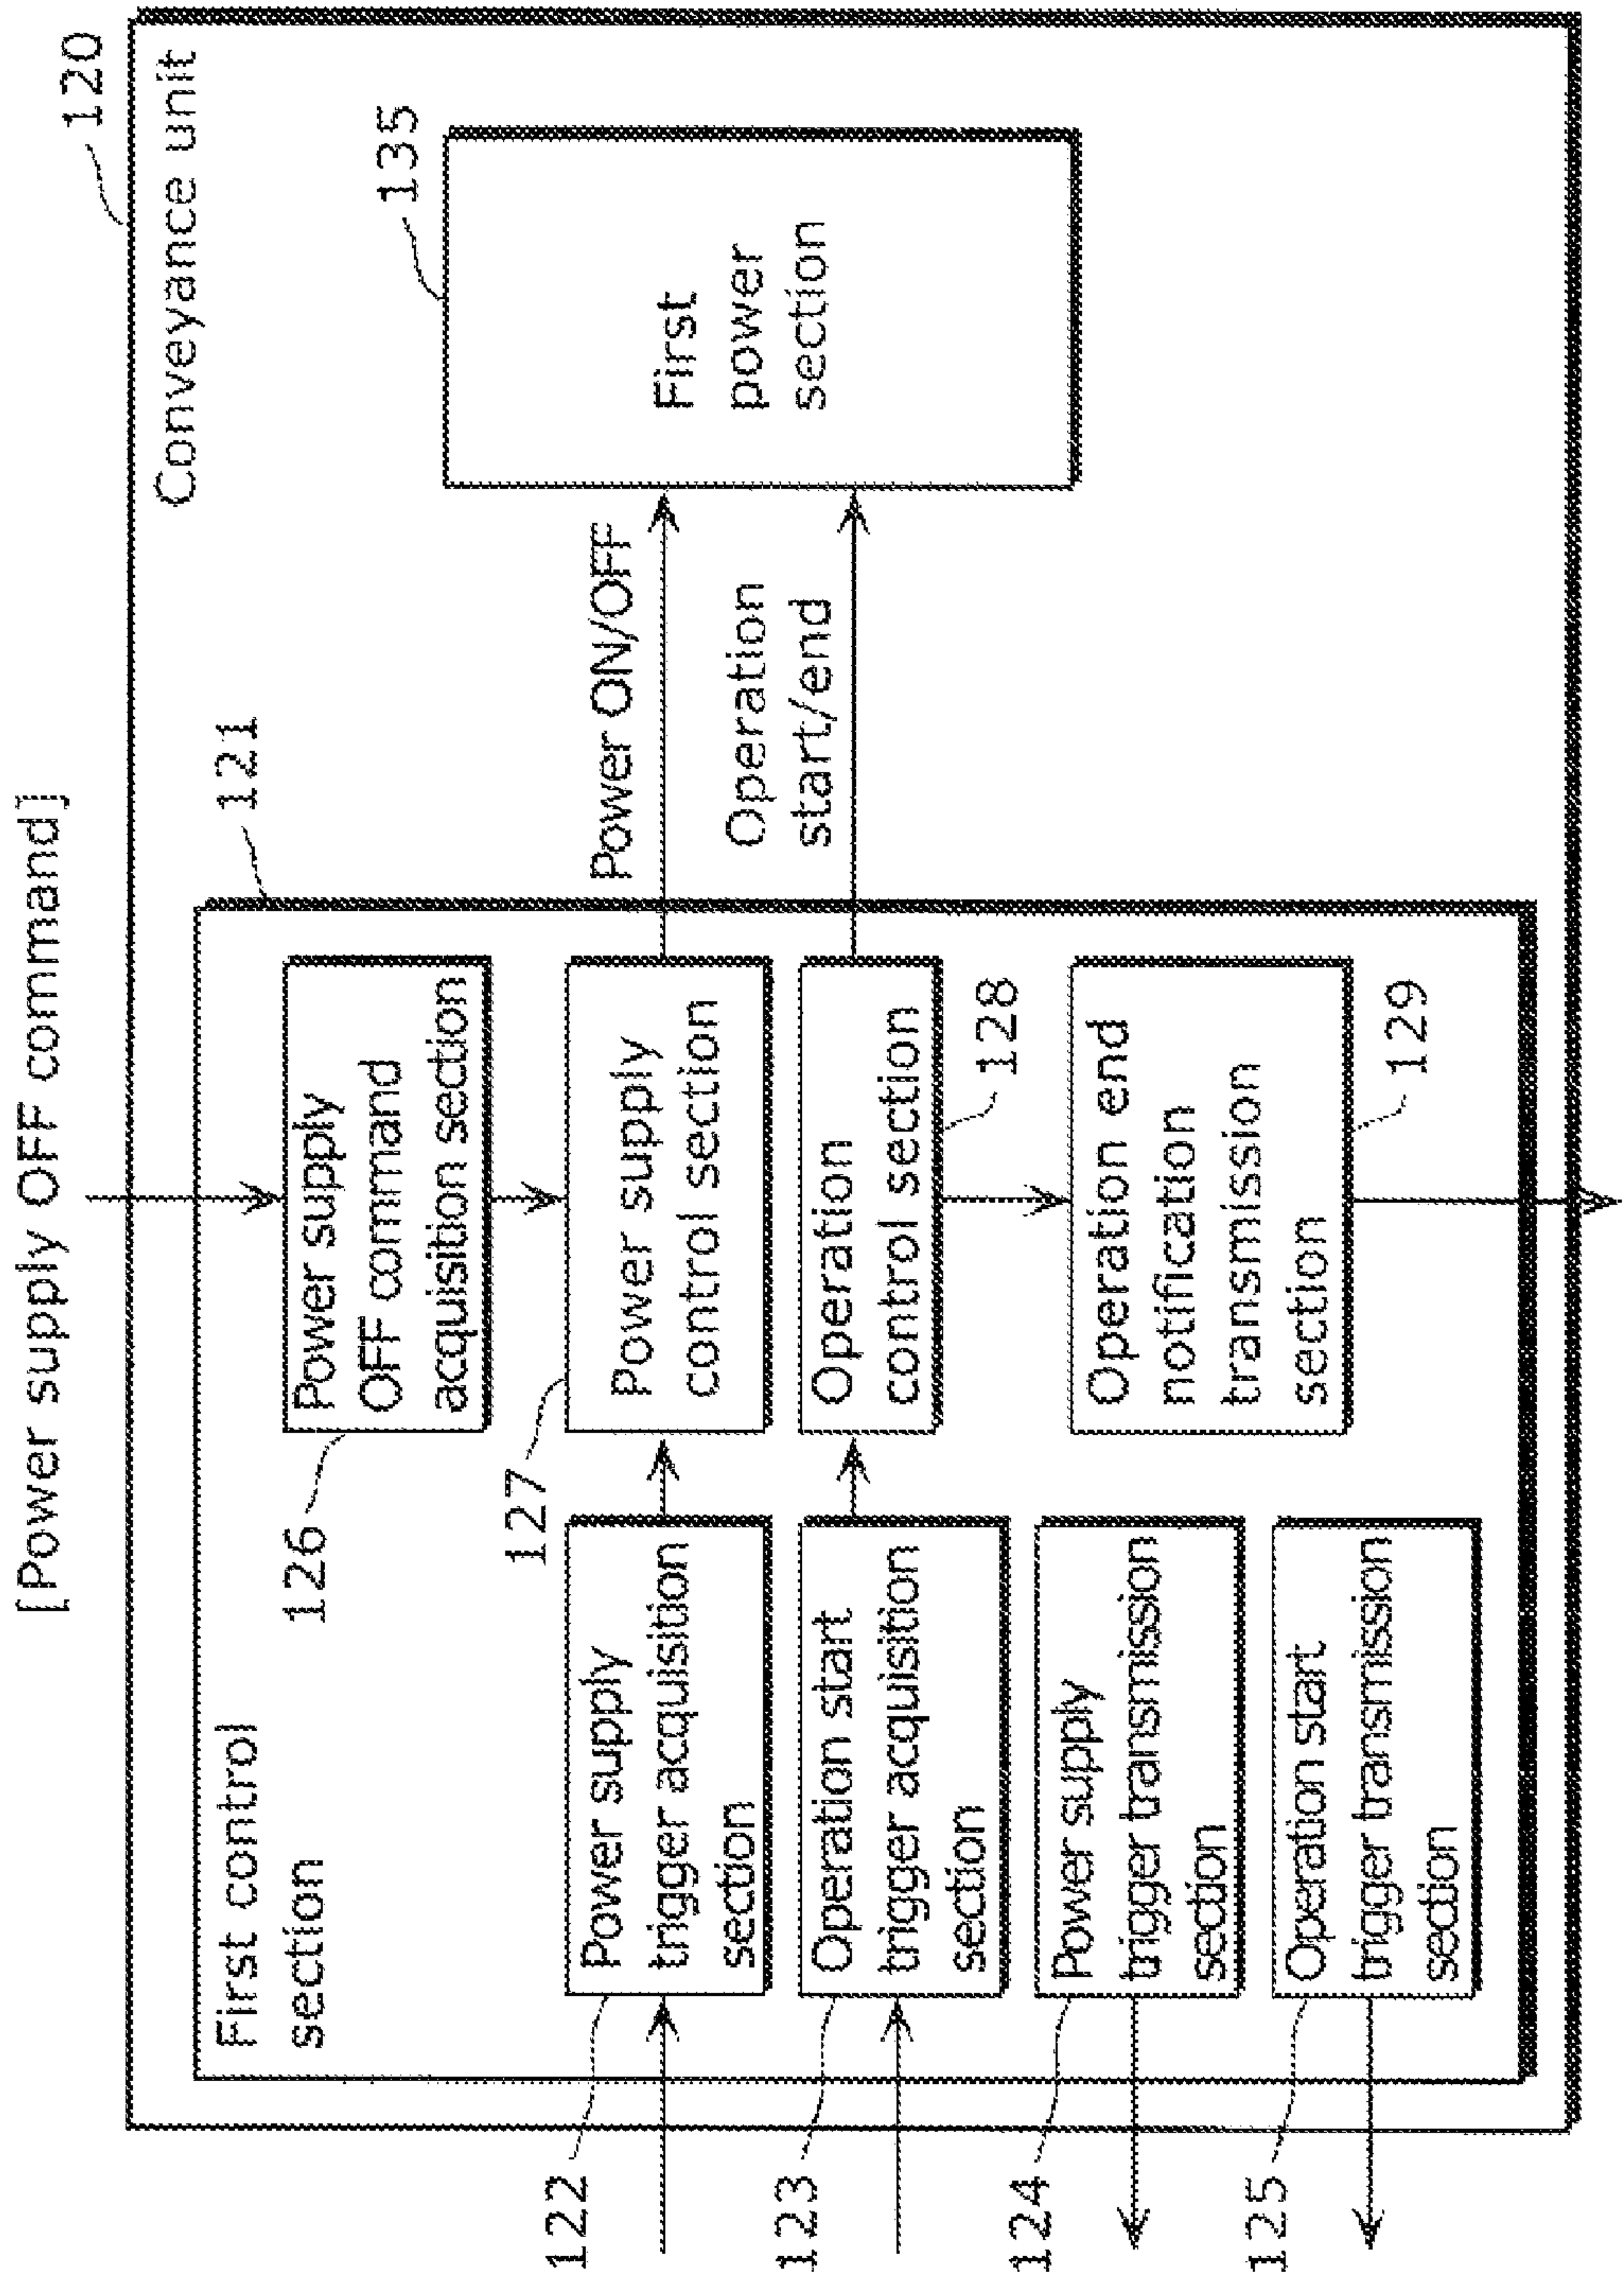 [Power supply OFF command]
120
Conveyance unit
121
First control
section
126
Power supply
OFF command
acquisition section
135
First
power
section
Power ON/OFF
127
Power supply
control section
122
Power supply
trigger acquisition
section
Operation
start/end
Operation
control section
128
123
Operation start
trigger acquisition
section
124
Power supply
trigger transmission
section
Operation end
notification
transmission
section
129
125
Operation start
trigger transmission
section